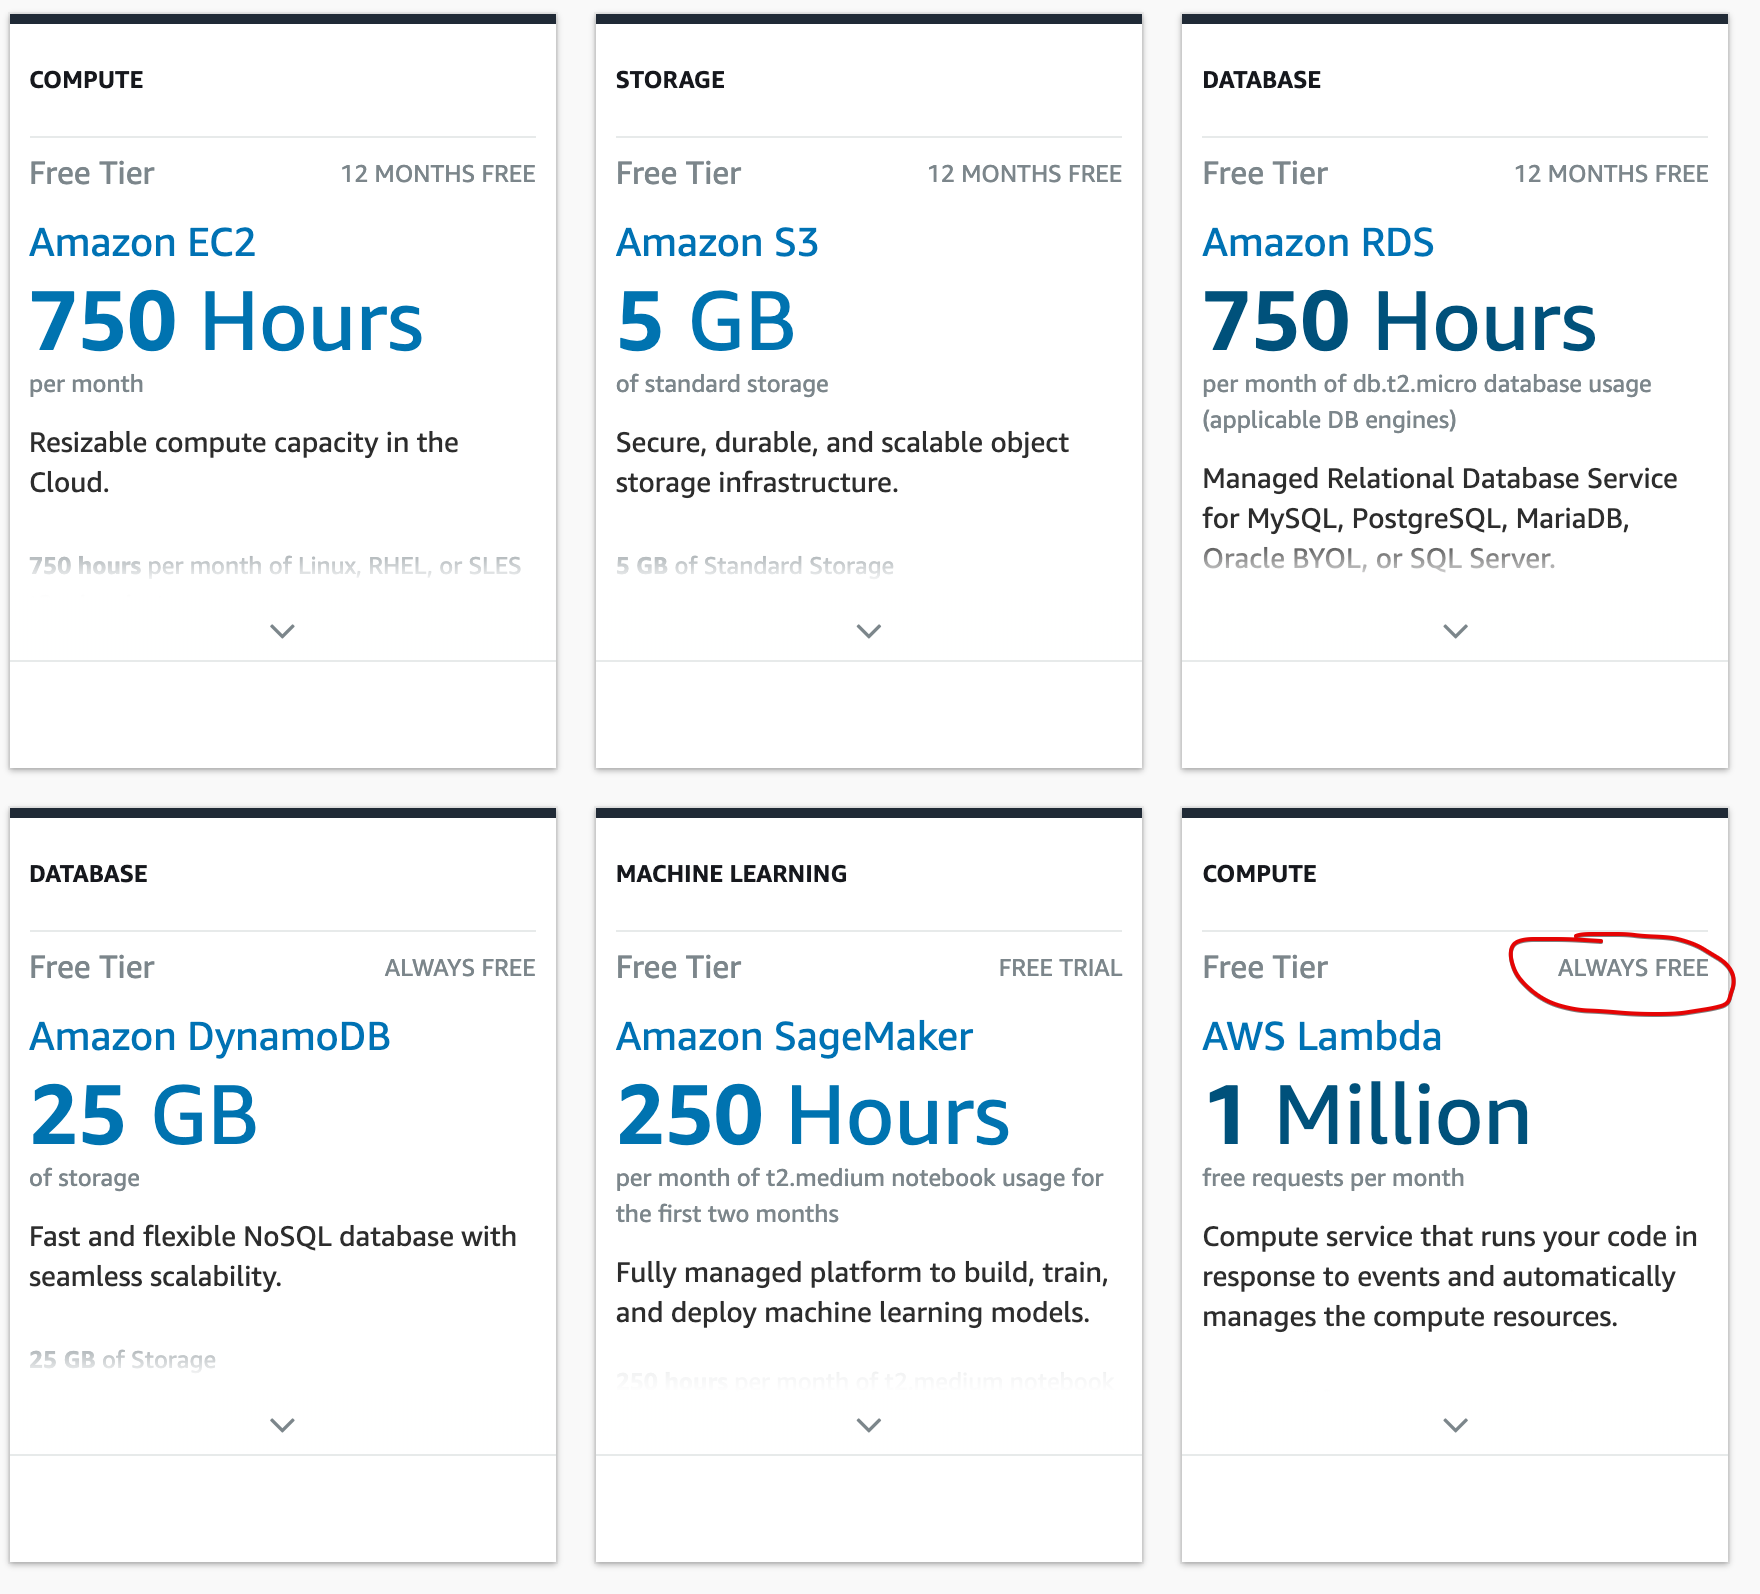 COMPUTE
Free Tier 12 MONTHS FREE
Amazon EC2
750 Hours
per month
Resizable compute capacity in the
Cloud.
750 hours per month of Linux, RHEL, or SLES
STORAGE
Free Tier 12 MONTHS FREE
Amazon S3
5 GB
of standard storage
Secure, durable, and scalable object
storage infrastructure.
5 GB of Standard Storage
DATABASE
Free Tier 12 MONTHS FREE
Amazon RDS
750 Hours
per month of db.t2.micro database usage
(applicable DB engines)
Managed Relational Database Service
for MySQL, PostgreSQL, MariaDB,
Oracle BYOL, or SQL Server.
DATABASE
Free Tier ALWAYS FREE
Amazon DynamoDB
25 GB
of storage
Fast and flexible NoSQL database with
seamless scalability.
25 GB of Storage
MACHINE LEARNING
Free Tier FREE TRIAL
Amazon SageMaker
250 Hours
per month of t2.medium notebook usage for
the first two months
Fully managed platform to build, train,
and deploy machine learning models.
250 hours per month of t2.medium notebook
COMPUTE
Free Tier ALWAYS FREE
AWS Lambda
1 Million
free requests per month
Compute service that runs your code in
response to events and automatically
manages the compute resources.